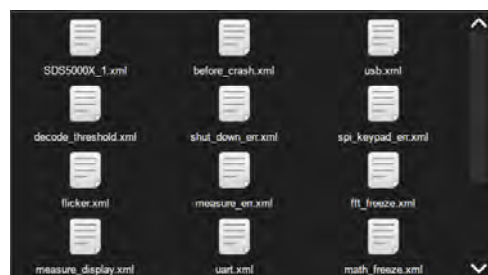 SDS5000X_1.xml before_crash.xml usb.xml
decode_threshold.xml shut_down_err.xml spi_keypad_err.xml
flicker.xml measure_err.xml fft_freeze.xml
measure_display.xml uart.xml math_freeze.xml